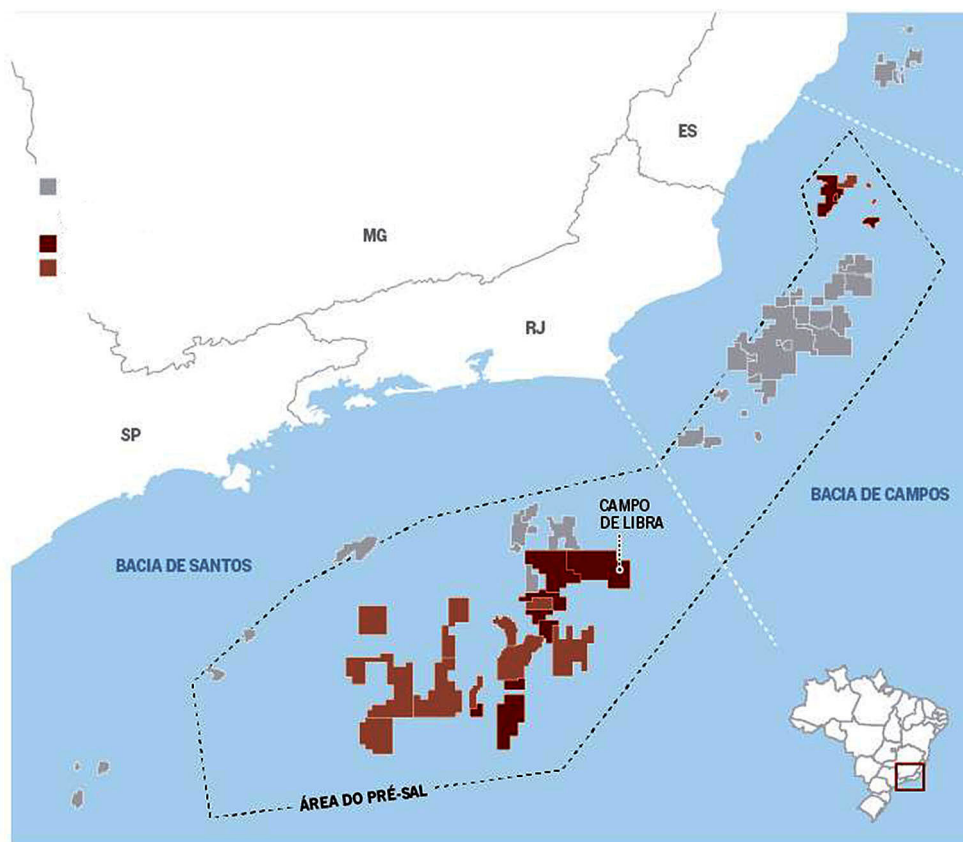 ES
MG
RJ
SP
BACIA DE CAMPOS
CAMPO
DE LIBRA
BACIA DE SANTOS
ÁREA DO PRÉ-SAL